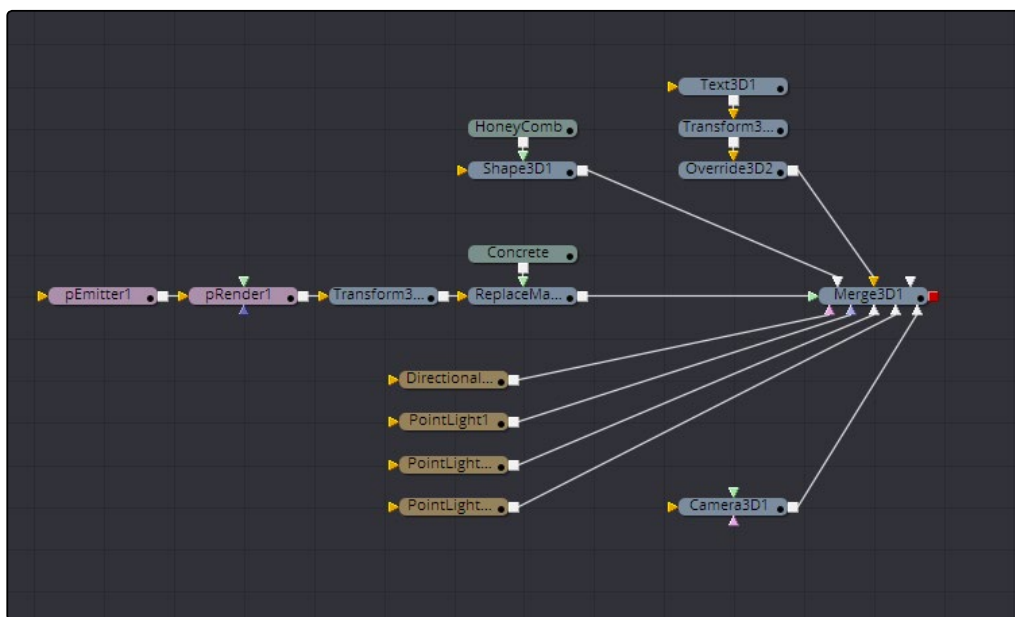 Text3D1
HoneyComb
Transform3...
Shape3D1
Override3D2
Concrete
pEmitter1
pRender1
Transform3...
ReplaceMa...
Merge3D1
Directional...
PointLight1
PointLight...
PointLight...
Camera3D1